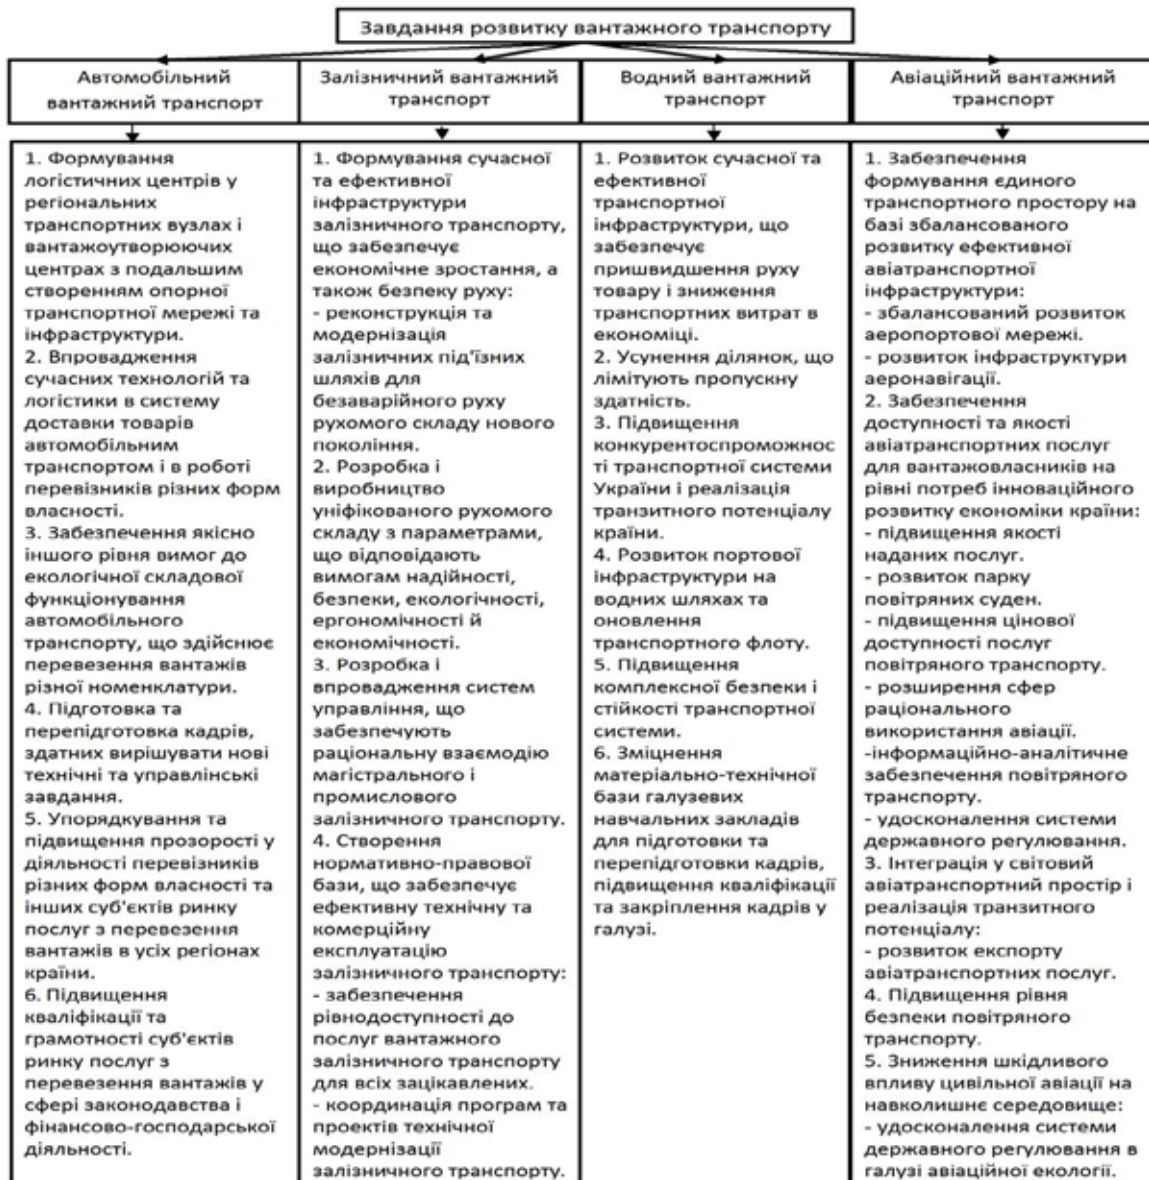 Завдання розвитку вантажного транспорту
Автомобільний
вантажний транспорт
Залізничний вантажний
транспорт
Водний вантажний
транспорт
Авіаційний вантажний
транспорт
1. Формування
логістичних центрів у
регіональних
транспортних вузлах і
вантажоутворюючих
центрах з подальшим
створенням опорної
транспортної мережі та
інфраструктури.
2. Впровадження
сучасних технологій та
логістики в систему
доставки товарів
автомобільним
транспортом і в роботі
перевізників різних форм
власності.
3. Забезпечення якісно
іншого рівня вимог до
екологічної складової
функціонування
автомобільного
транспорту, що здійснює
перевезення вантажів
різної номенклатури.
4. Підготовка та
перепідготовка кадрів,
здатних вирішувати нові
технічні та управлінські
завдання.
5. Упорядкування та
підвищення прозорості у
діяльності перевізників
різних форм власності та
інших суб'єктів ринку
послуг з перевезення
вантажів в усіх регіонах
країни.
6. Підвищення
кваліфікації та
грамотності суб'єктів
ринку послуг з
перевезення вантажів у
сфері законодавства і
фінансово-господарської
діяльності.
1. Формування сучасної
та ефективної
інфраструктури
залізничного транспорту,
що забезпечує
економічне зростання, а
також безпеку руху:
- реконструкція та
модернізація
залізничних під'їзних
шляхів для
безаварійного руху
рухомого складу нового
покоління.
2. Розробка і
виробництво
уніфікованого рухомого
складу з параметрами,
що відповідають
вимогам надійності,
безпеки, екологічності,
ергономічності й
економічності.
3. Розробка і
впровадження систем
управління, що
забезпечують
раціональну взаємодію
магістрального і
промислового
залізничного транспорту.
4. Створення
нормативно-правової
бази, що забезпечує
ефективну технічну та
комерційну
експлуатацію
залізничного транспорту:
- забезпечення
рівнодоступності до
послуг вантажного
залізничного транспорту
для всіх зацікавлених.
- координація програм та
проектів технічної
модернізації
залізничного транспорту.
1. Розвиток сучасної та
ефективної
транспортної
інфраструктури, що
забезпечує
пришвидшення руху
товару і зниження
транспортних витрат в
економіці.
2. Усунення ділянок, що
лімітують пропускну
здатність.
3. Підвищення
конкурентоспроможнос
ті транспортної системи
України і реалізація
транзитного потенціалу
країни.
4. Розвиток портової
інфраструктури на
водних шляхах та
оновлення
транспортного флоту.
5. Підвищення
комплексної безпеки і
стійкості транспортної
системи.
6. Зміцнення
матеріально-технічної
бази галузевих
навчальних закладів
для підготовки та
перепідготовки кадрів,
підвищення кваліфікації
та закріплення кадрів у
галузі.
1. Забезпечення
формування єдиного
транспортного простору на
базі збалансованого
розвитку ефективної
авіатранспортної
інфраструктури:
- збалансований розвиток
аеропортової мережі.
- розвиток інфраструктури
аеронавігації.
2. Забезпечення
доступності та якості
авіатранспортних послуг
для вантажовласників на
рівні потреб інноваційного
розвитку економіки країни:
- підвищення якості
наданих послуг.
- розвиток парку
повітряних суден.
- підвищення цінової
доступності послуг
повітряного транспорту.
- розширення сфер
раціонального
використання авіації.
-інформаційно-аналітичне
забезпечення повітряного
транспорту.
- удосконалення системи
державного регулювання.
3. Інтеграція у світовий
авіатранспортний простір і
реалізація транзитного
потенціалу:
- розвиток експорту
авіатранспортних послуг.
4. Підвищення рівня
безпеки повітряного
транспорту.
5. Зниження шкідливого
впливу цивільної авіації на
навколишнє середовище:
- удосконалення системи
державного регулювання в
галузі авіаційної екології.